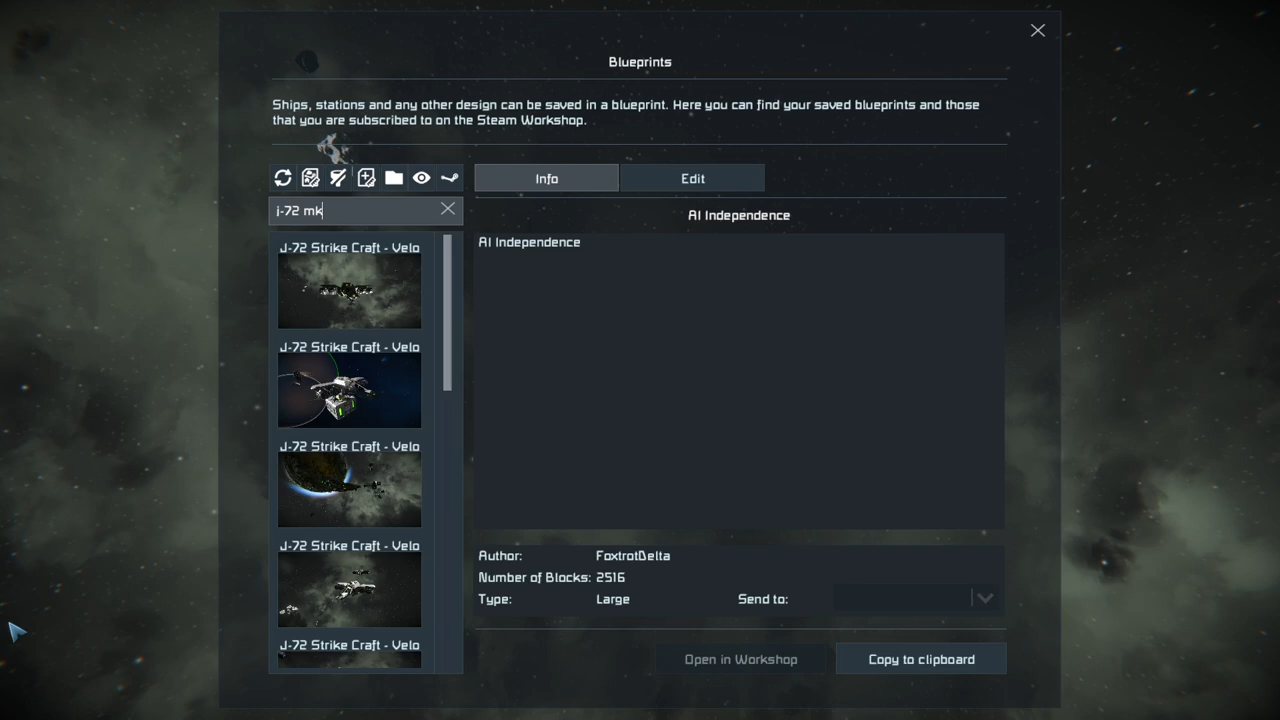 Blueprints
Ships, stations and any other design can be saved in a blueprint. Here you can find your saved blueprints and those
that you are subscribed to on the Steam Workshop.
Info
Edit
j-72 mk
AI Independence
J-72 Strike Craft - Velo
AI Independence
J-72 Strike Craft - Velo
J-72 Strike Craft - Velo
J-72 Strike Craft - Velo
J-72 Strike Craft - Velo
Author: FoxtrotDelta
Number of Blocks: 2516
Type: Large
Send to:
Open in Workshop
Copy to clipboard